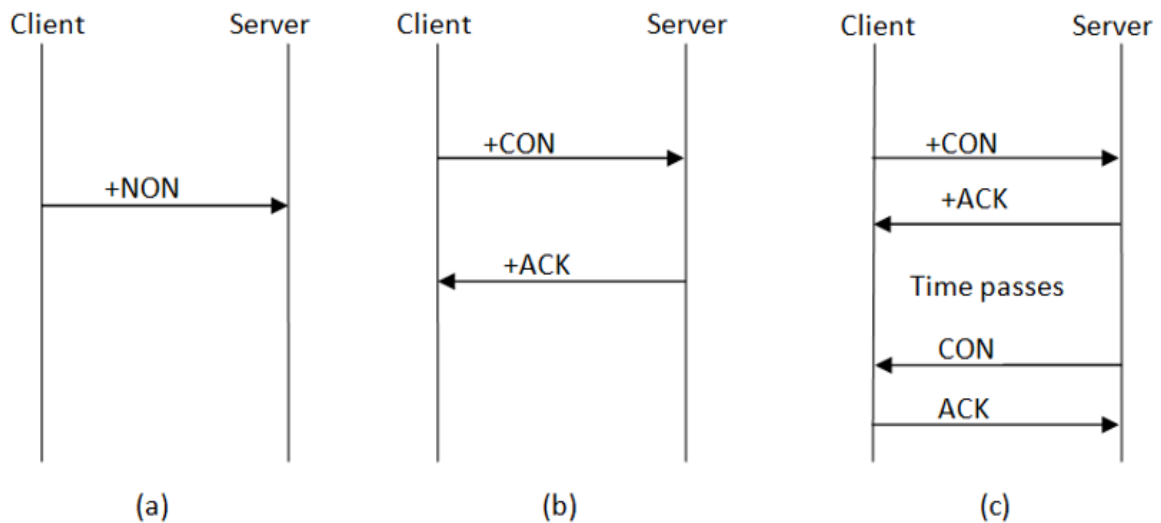 Client Server Client Server Client Server
+CON +CON
+NON
+ACK
+ACK
Time passes
CON
ACK
(a) (b) (c)